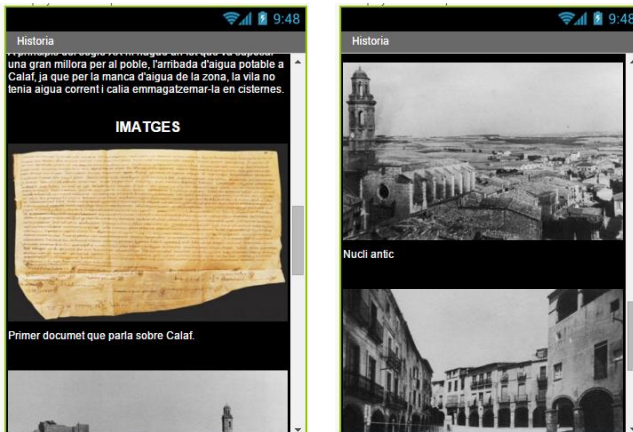 9:48
Historia
una gran millora per al poble, l'arribada d'aigua potable a
Calaf, ja que per la manca d'aigua de la zona, la vila no
tenia aigua corrent i calia emmagatzemar-la en cisternes.
IMATGES
Primer documet que parla sobre Calaf.
9:48
Historia
Nucli antic